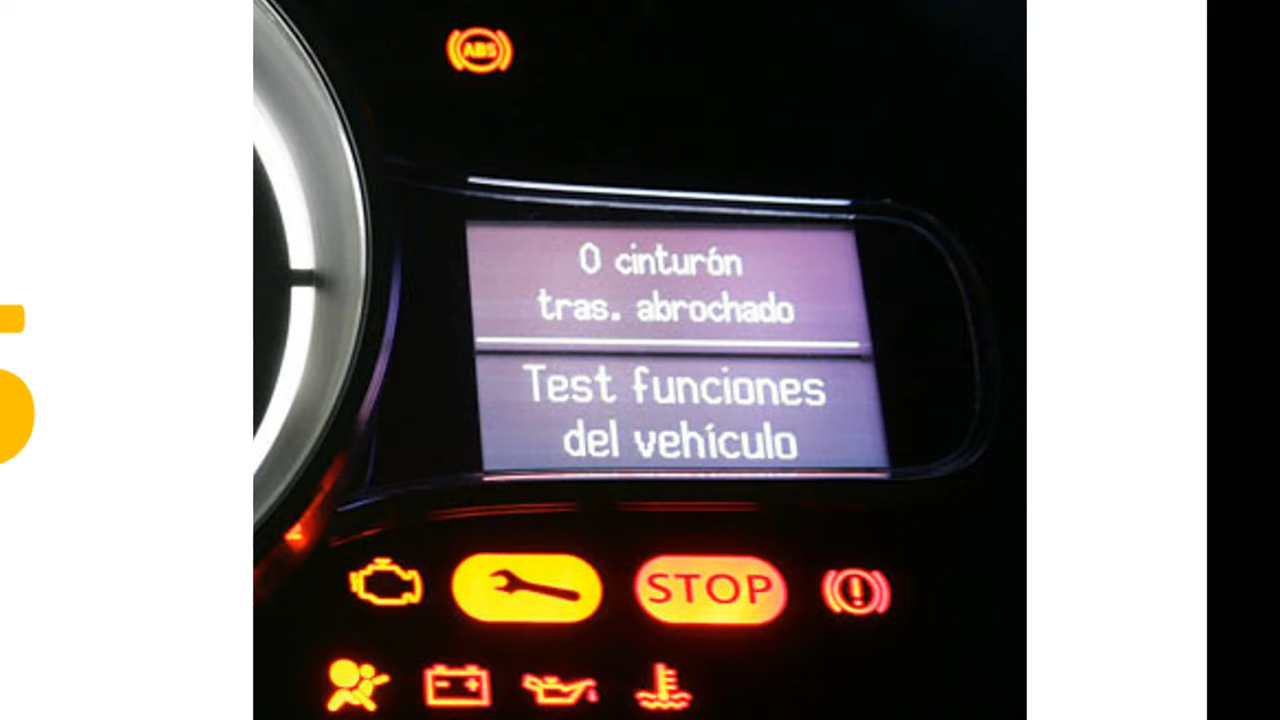 ABS
0 cinturón
tras. abrochado
Test funciones
del vehículo
STOP